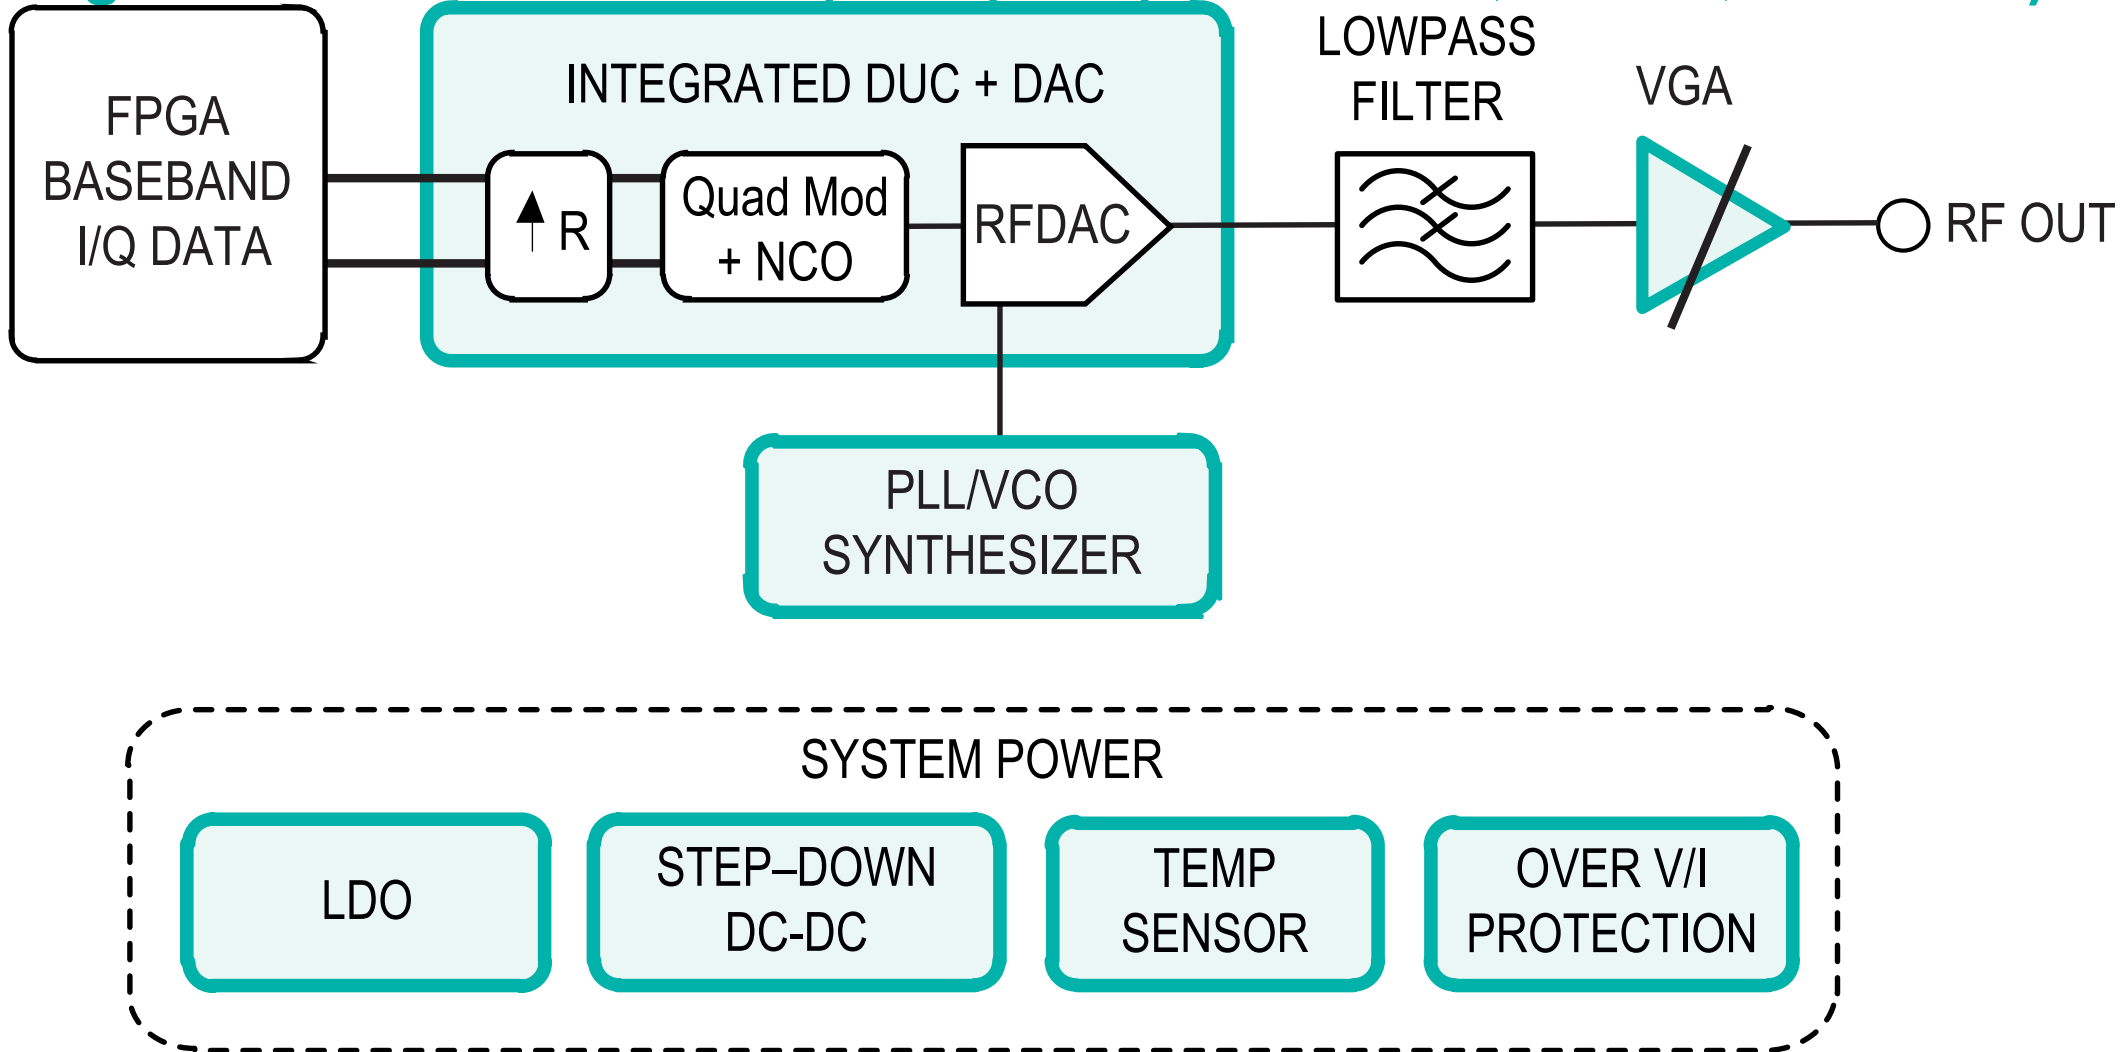 FPGA
BASEBAND
I/Q DATA
INTEGRATED DUC + DAC
R
Quad Mod
+ NCO
RFDAC
LOWPASS
FILTER
VGA
RF OUT
PLL/VCO
SYNTHESIZER
SYSTEM POWER
LDO
STEP–DOWN
DC-DC
TEMP
SENSOR
OVER V/I
PROTECTION